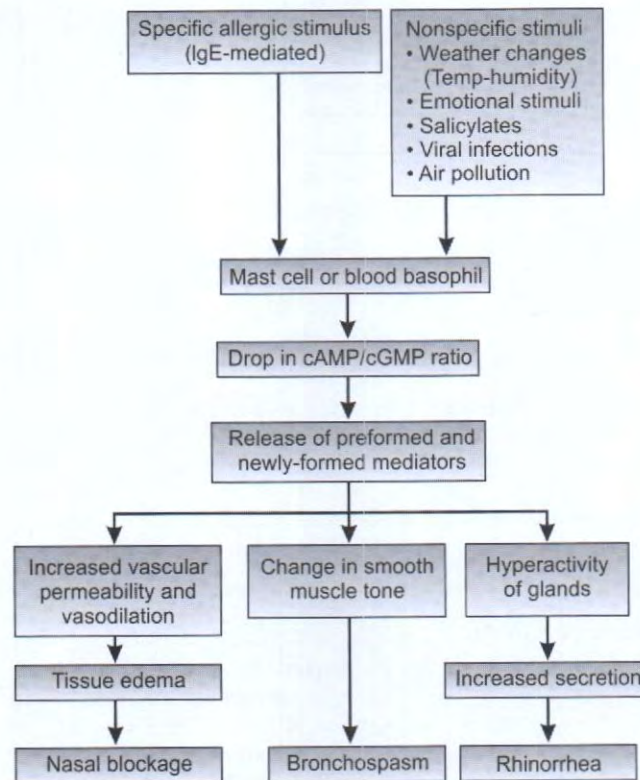 Specific allergic stimulus
(IgE-mediated)
Nonspecific stimuli
• Weather changes
(Temp-humidity)
• Emotional stimuli
• Salicylates
• Viral infections
• Air pollution
Mast cell or blood basophil
Drop in cAMP/cGMP ratio
Release of preformed and
newly-formed mediators
Increased vascular
permeability and
vasodilation
Change in smooth
muscle tone
Hyperactivity
of glands
Tissue edema
Increased secretion
Nasal blockage
Bronchospasm
Rhinorrhea